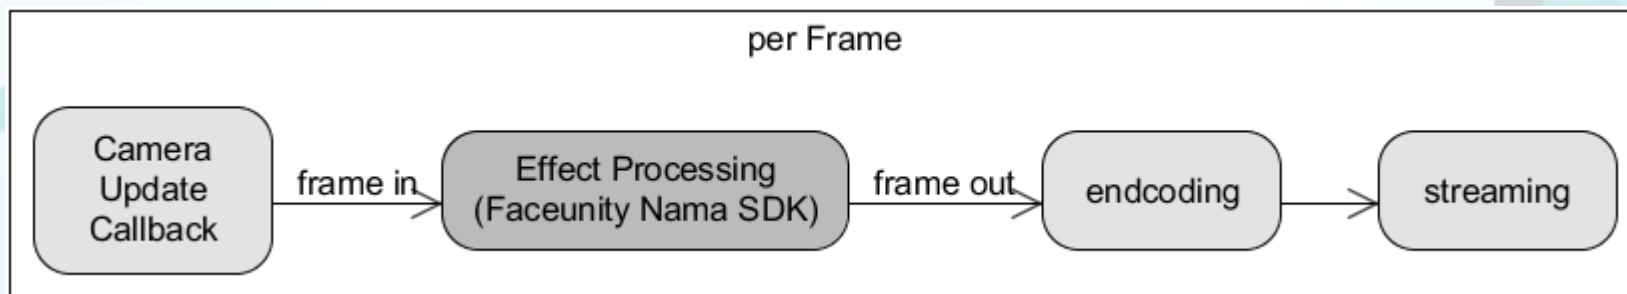 per Frame
Camera
Update
Callback
frame in
Effect Processing
(Faceunity Nama SDK)
frame out
endcoding
streaming